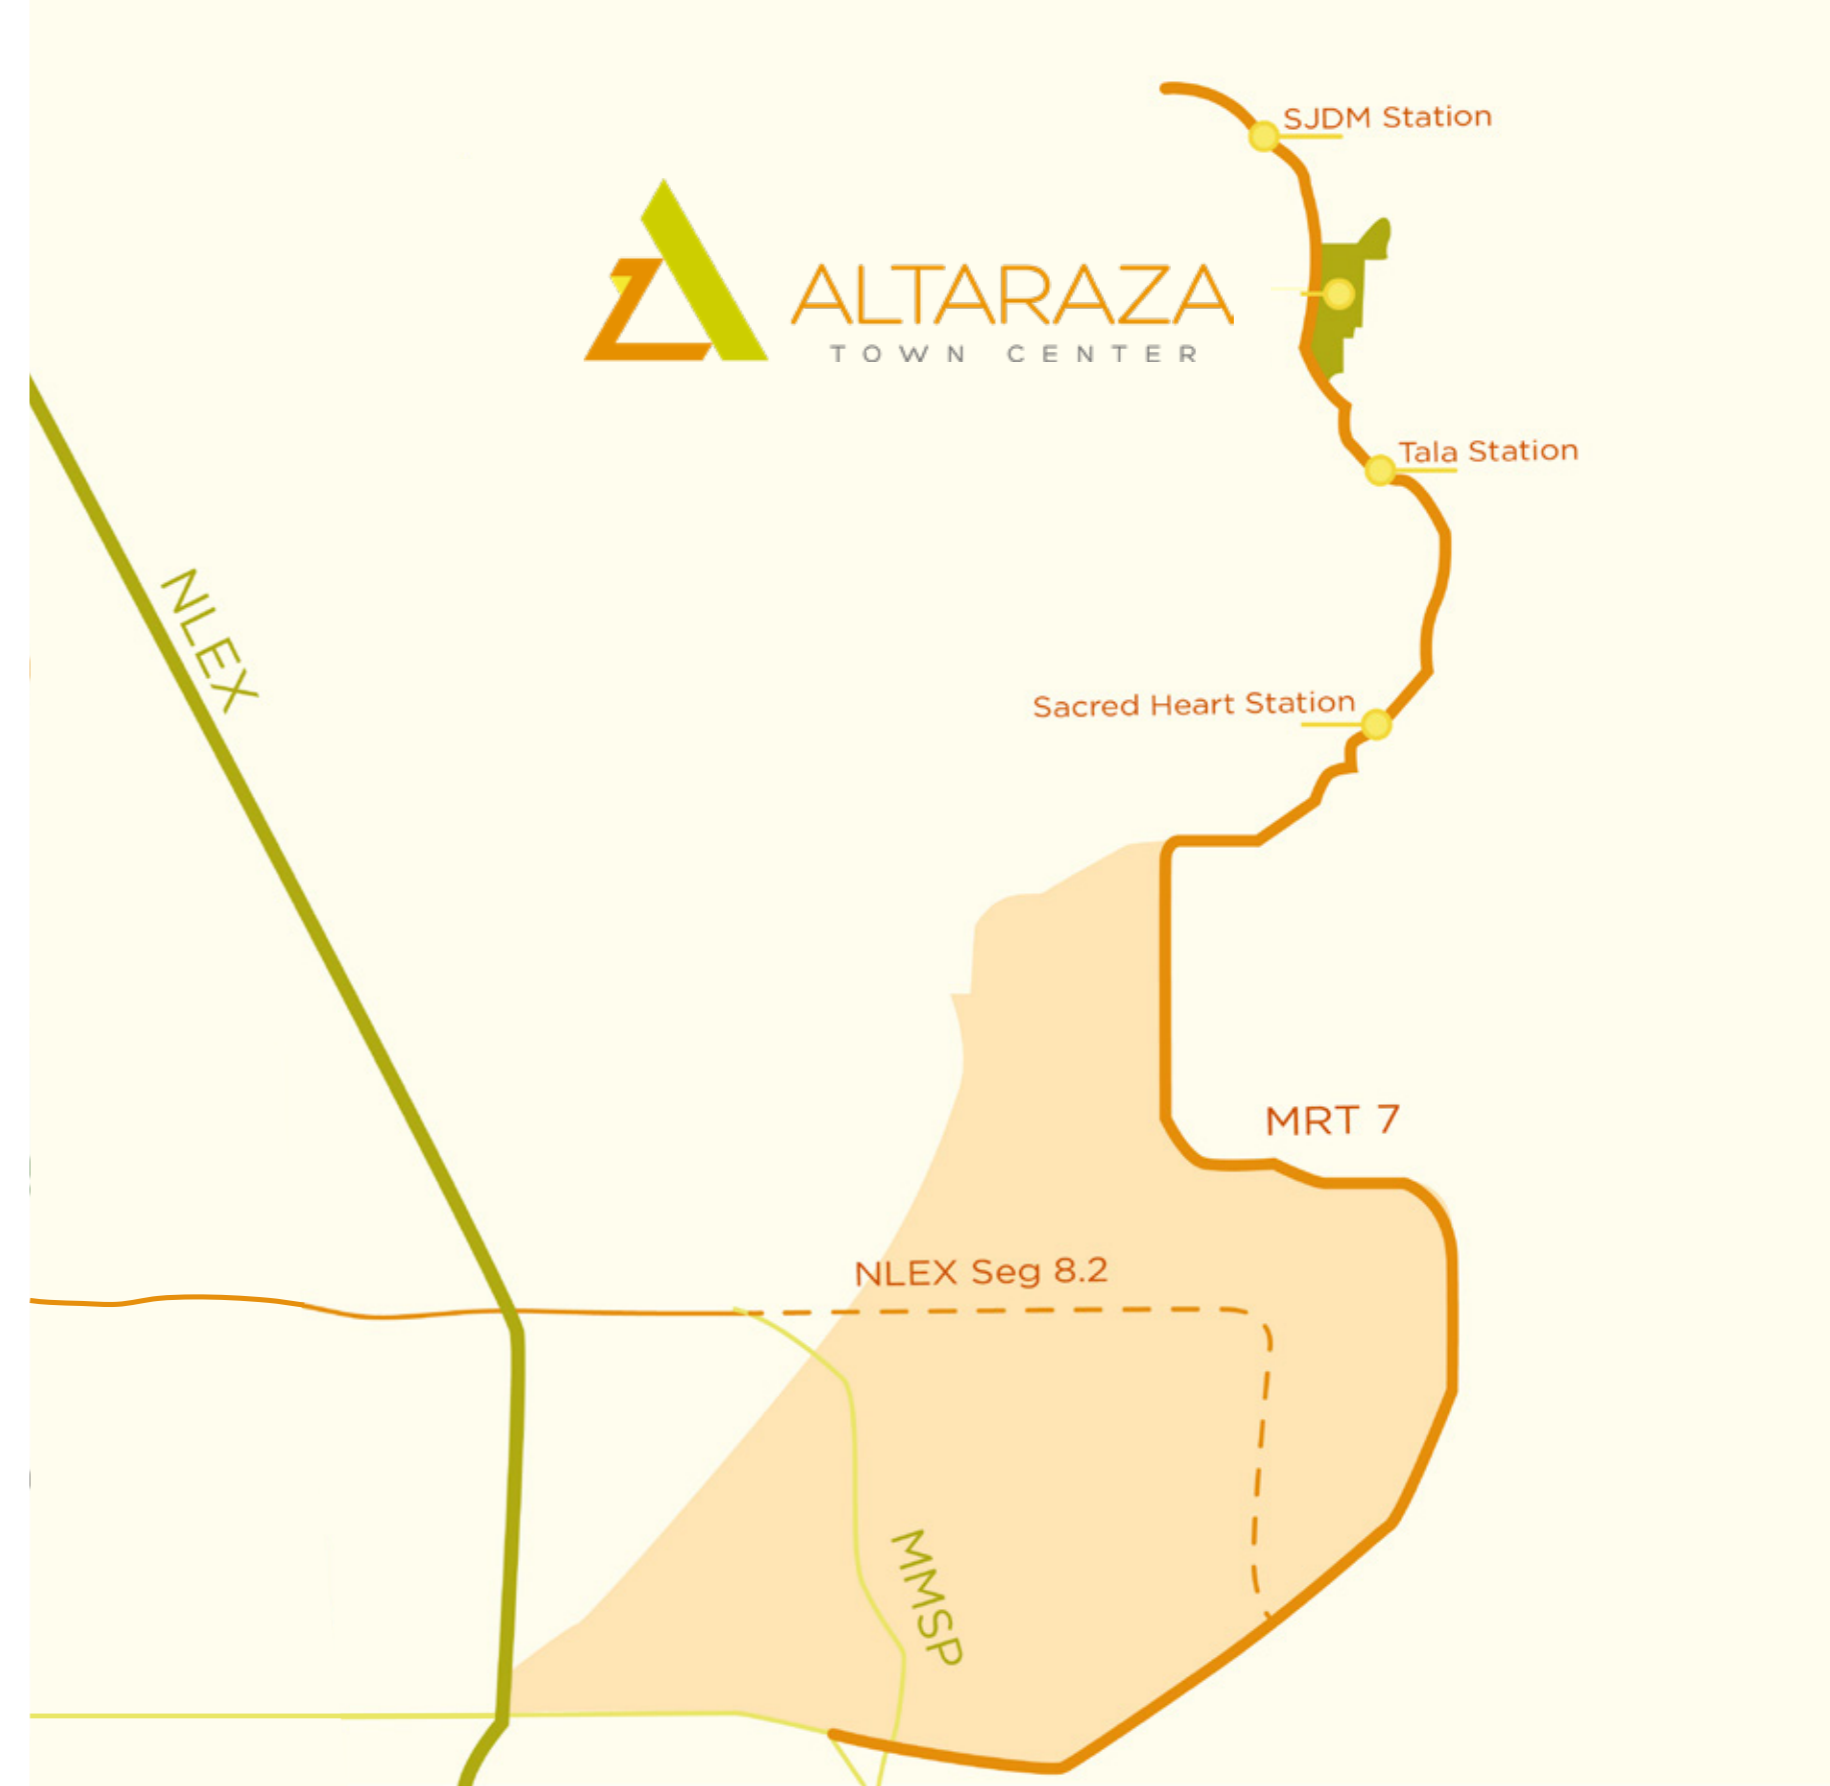 SJDM Station
ALTARAZA
TOWN CENTER
Tala Station
NLEX
Sacred Heart Station
MRT 7
NLEX Seg 8.2
MMSP